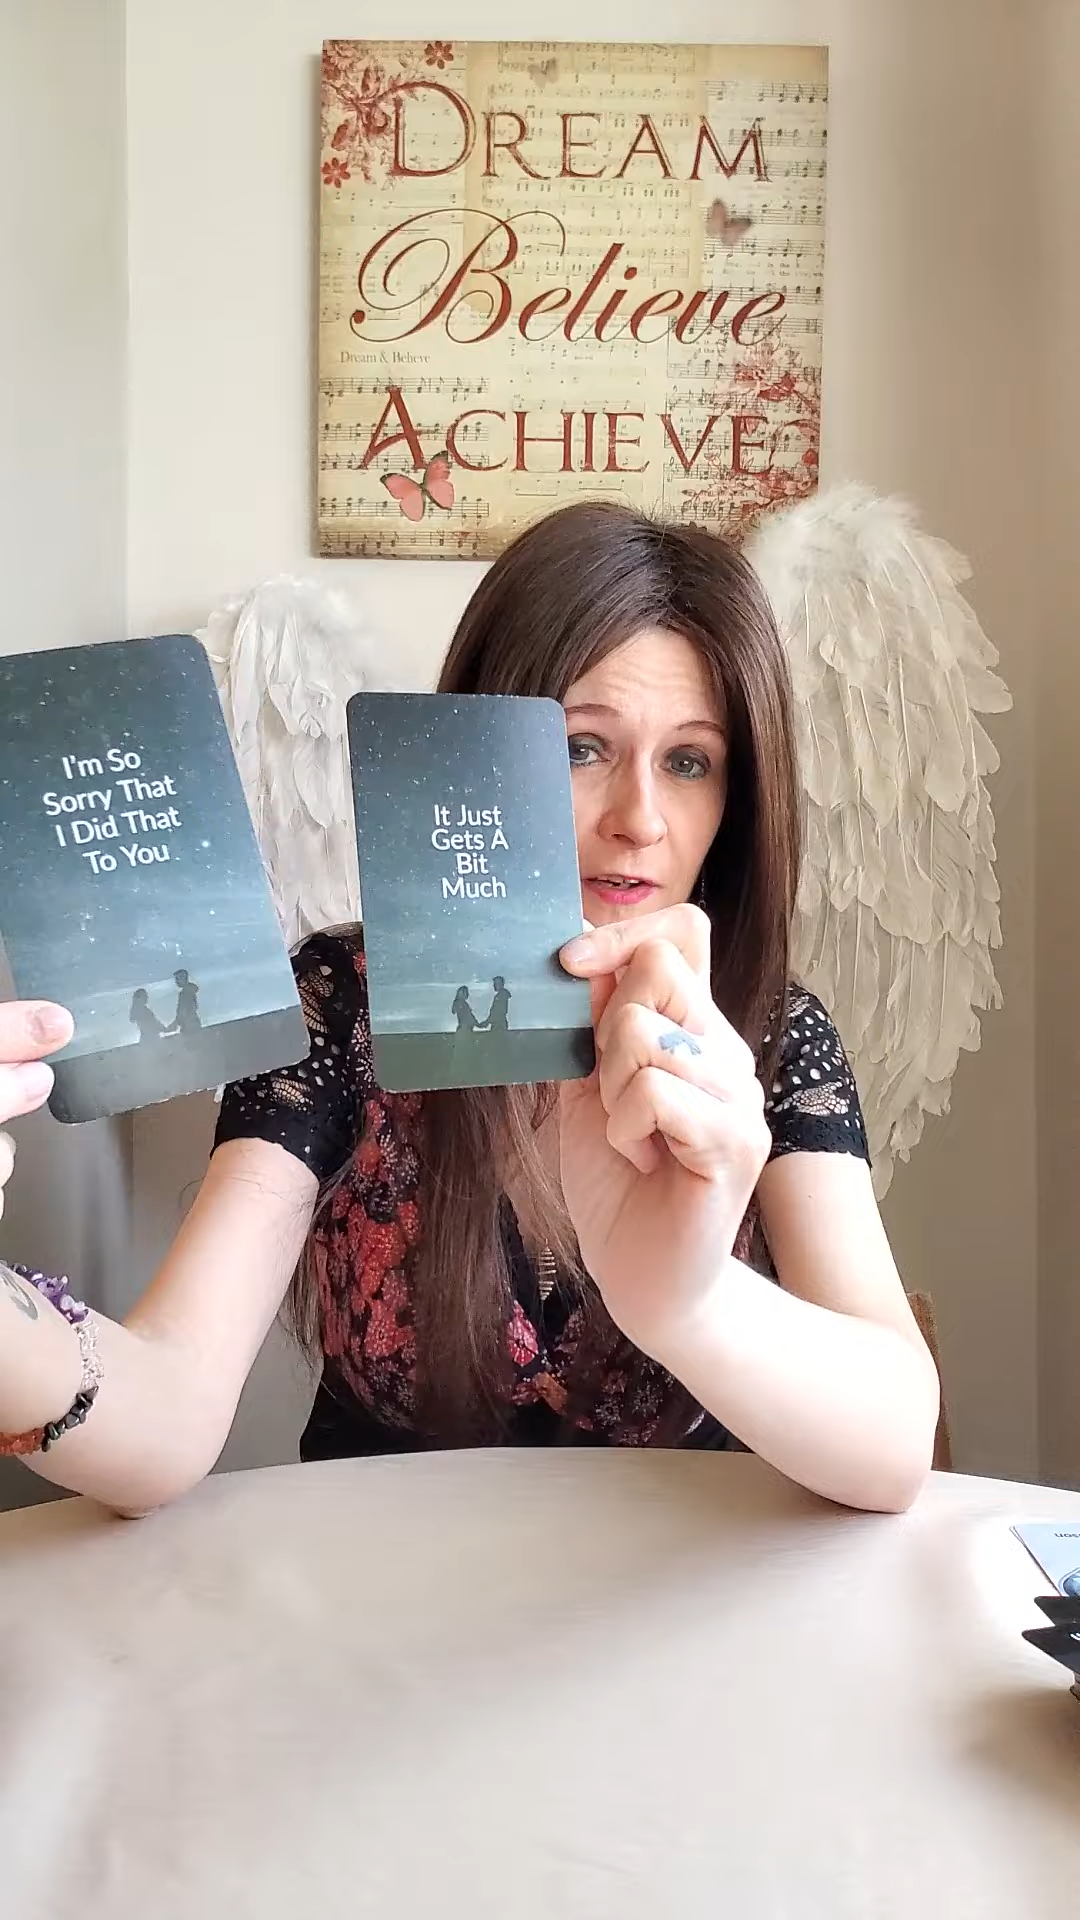 DREAM
Believe
Dream & Believe
ACHIEVE
I'm So
Sorry That
I Did That
To You
It Just
Gets A
Bit
Much